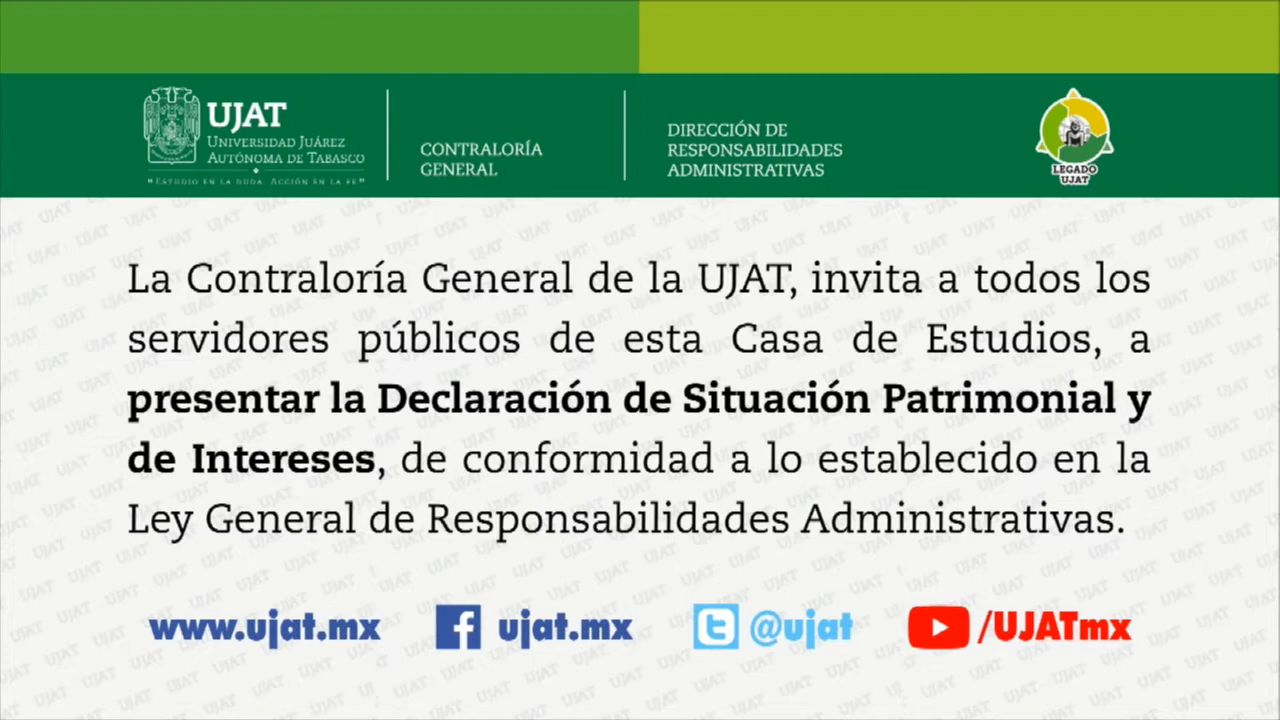 UJAT
UNIVERSIDAD JUÁREZ
AUTÓNOMA DE TABASCO
"ESTUDIO EN LA DUDA. ACCIÓN EN LA FE"
CONTRALORÍA
GENERAL
DIRECCIÓN DE
RESPONSABILIDADES
ADMINISTRATIVAS
LEGADO
UJAT
La Contraloría General de la UJAT, invita a todos los
servidores públicos de esta Casa de Estudios, a
presentar la Declaración de Situación Patrimonial y
de Intereses, de conformidad a lo establecido en la
Ley General de Responsabilidades Administrativas.
www.ujat.mx
ujat.mx
@ujat
/UJATmx